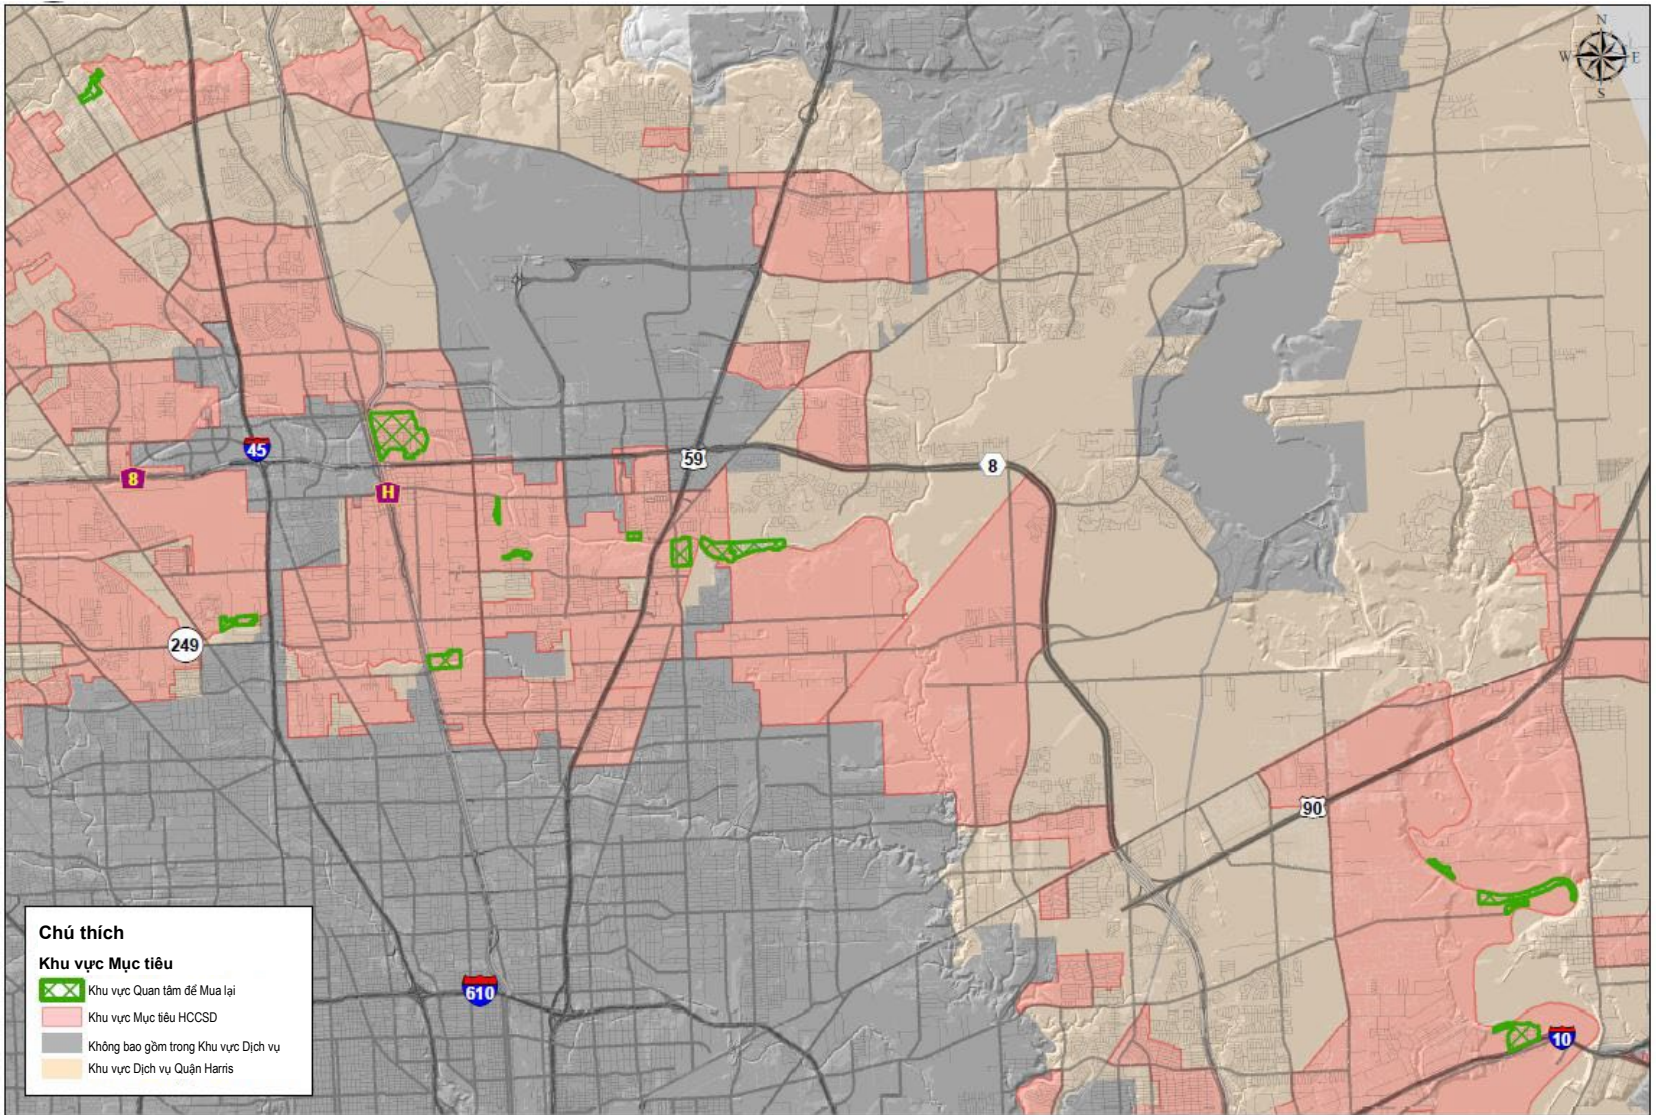 N
W E
S
45
59
8
8
H
249
90
610
10
Chú thích
Khu vực Mục tiêu
Khu vực Quan tâm để Mua lại
Khu vực Mục tiêu HCCSD
Không bao gồm trong Khu vực Dịch vụ
Khu vực Dịch vụ Quận Harris